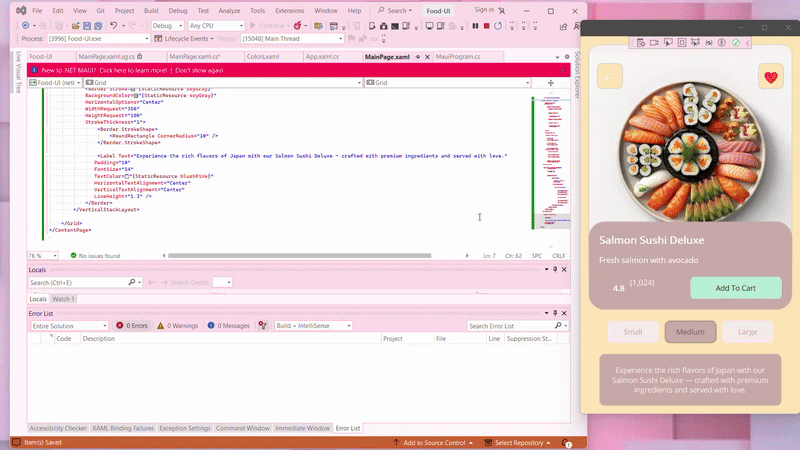 File Edit View Git Project Build Debug Test Analyze Tools Extensions Window Help Search Food-UI Sign in
Debug Any CPU Continue
Process: [3996] Food-UI.exe Lifecycle Events Thread: [15048] Main Thread
Food-UI MainPage.xaml.sg.cs MainPage.xaml.cs* Colors.xaml App.xaml.cs MainPage.xaml MauiProgram.cs
New to .NET MAUI? Click here to learn more! | Don't show again
Food-UI (net Grid Grid
BackgroundColor="{StaticResource RosyGray}"
HorizontalOptions="Center"
WidthRequest="350"
HeightRequest="100"
StrokeThickness="1">
<Border.StrokeShape>
<RoundRectangle CornerRadius="10" />
</Border.StrokeShape>
<Label Text="Experience the rich flavors of Japan with our Salmon Sushi Deluxe — crafted with premium ingredients and served with love."
Padding="10"
FontSize="14"
TextColor="{StaticResource BlushPink}"
HorizontalTextAlignment="Center"
VerticalTextAlignment="Center"
LineHeight="1.3" />
</Border>
</VerticalStackLayout>
</Grid>
</ContentPage>
76 % No issues found Ln: 7 Ch: 62 SPC CRLF
Locals
Search (Ctrl+E) Search Depth:
Locals Watch 1
Error List
Entire Solution 0 Errors 0 Warnings 0 Messages Build + IntelliSense Search Error List
Code Description Project File Line Suppression St...
Accessibility Checker XAML Binding Failures Exception Settings Command Window Immediate Window Error List
Item(s) Saved Add to Source Control Select Repository
Live Visual Tree
Solution Explorer
Salmon Sushi Deluxe
Fresh salmon with avocado
4.8 (1,024) Add To Cart
Small Medium Large
Experience the rich flavors of Japan with our
Salmon Sushi Deluxe — crafted with premium
ingredients and served with love.